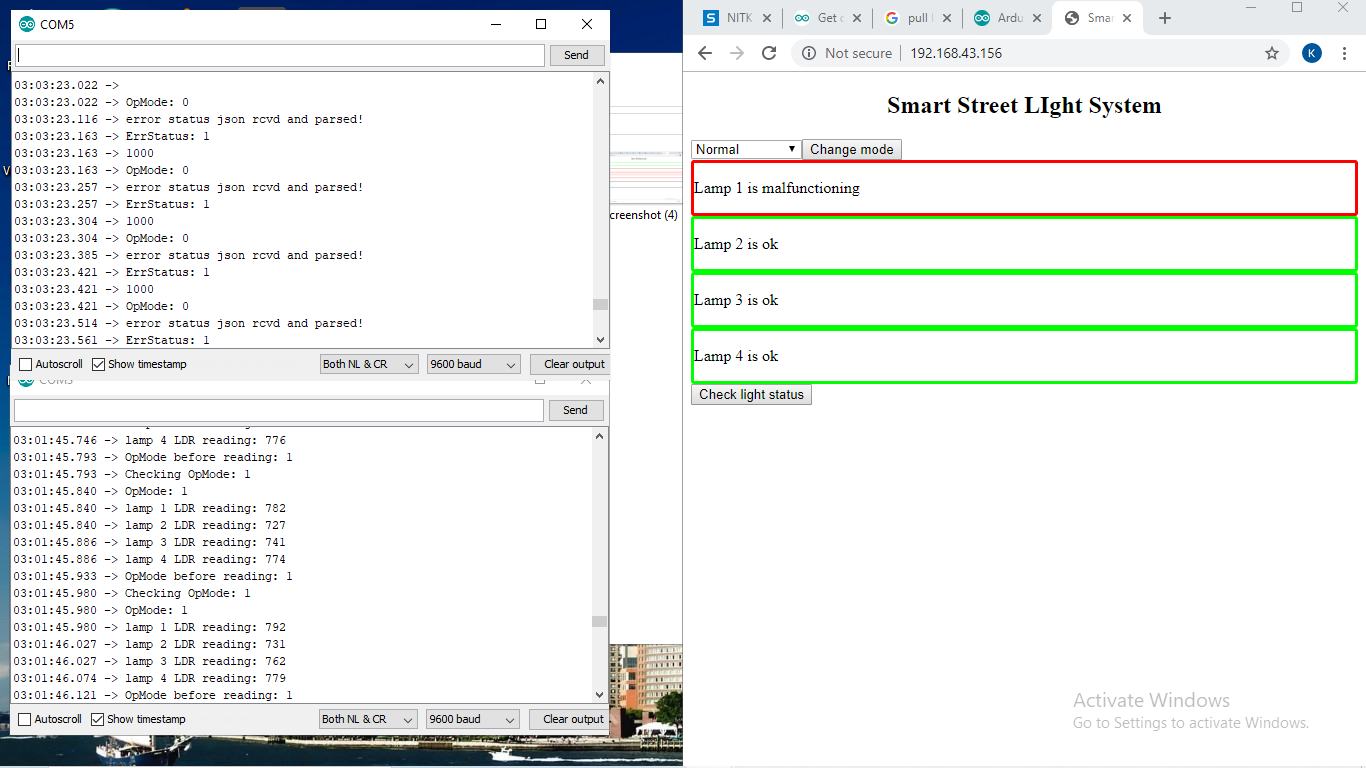 COM5
Send
03:03:23.022 ->
03:03:23.022 -> OpMode: 0
03:03:23.116 -> error status json rcvd and parsed!
03:03:23.163 -> ErrStatus: 1
03:03:23.163 -> 1000
03:03:23.163 -> OpMode: 0
03:03:23.257 -> error status json rcvd and parsed!
03:03:23.257 -> ErrStatus: 1
03:03:23.304 -> 1000
03:03:23.304 -> OpMode: 0
03:03:23.385 -> error status json rcvd and parsed!
03:03:23.421 -> ErrStatus: 1
03:03:23.421 -> 1000
03:03:23.421 -> OpMode: 0
03:03:23.514 -> error status json rcvd and parsed!
03:03:23.561 -> ErrStatus: 1
Autoscroll Show timestamp Both NL & CR 9600 baud Clear output
Send
03:01:45.746 -> lamp 4 LDR reading: 776
03:01:45.793 -> OpMode before reading: 1
03:01:45.793 -> Checking OpMode: 1
03:01:45.840 -> OpMode: 1
03:01:45.840 -> lamp 1 LDR reading: 782
03:01:45.840 -> lamp 2 LDR reading: 727
03:01:45.886 -> lamp 3 LDR reading: 741
03:01:45.886 -> lamp 4 LDR reading: 774
03:01:45.933 -> OpMode before reading: 1
03:01:45.980 -> Checking OpMode: 1
03:01:45.980 -> OpMode: 1
03:01:45.980 -> lamp 1 LDR reading: 792
03:01:46.027 -> lamp 2 LDR reading: 731
03:01:46.027 -> lamp 3 LDR reading: 762
03:01:46.074 -> lamp 4 LDR reading: 779
03:01:46.121 -> OpMode before reading: 1
Autoscroll Show timestamp Both NL & CR 9600 baud Clear output
creenshot (4)
S NITK Get G pull Ardu Smar
Not secure 192.168.43.156 K
Smart Street LIght System
Normal Change mode
Lamp 1 is malfunctioning
Lamp 2 is ok
Lamp 3 is ok
Lamp 4 is ok
Check light status
Activate Windows
Go to Settings to activate Windows.